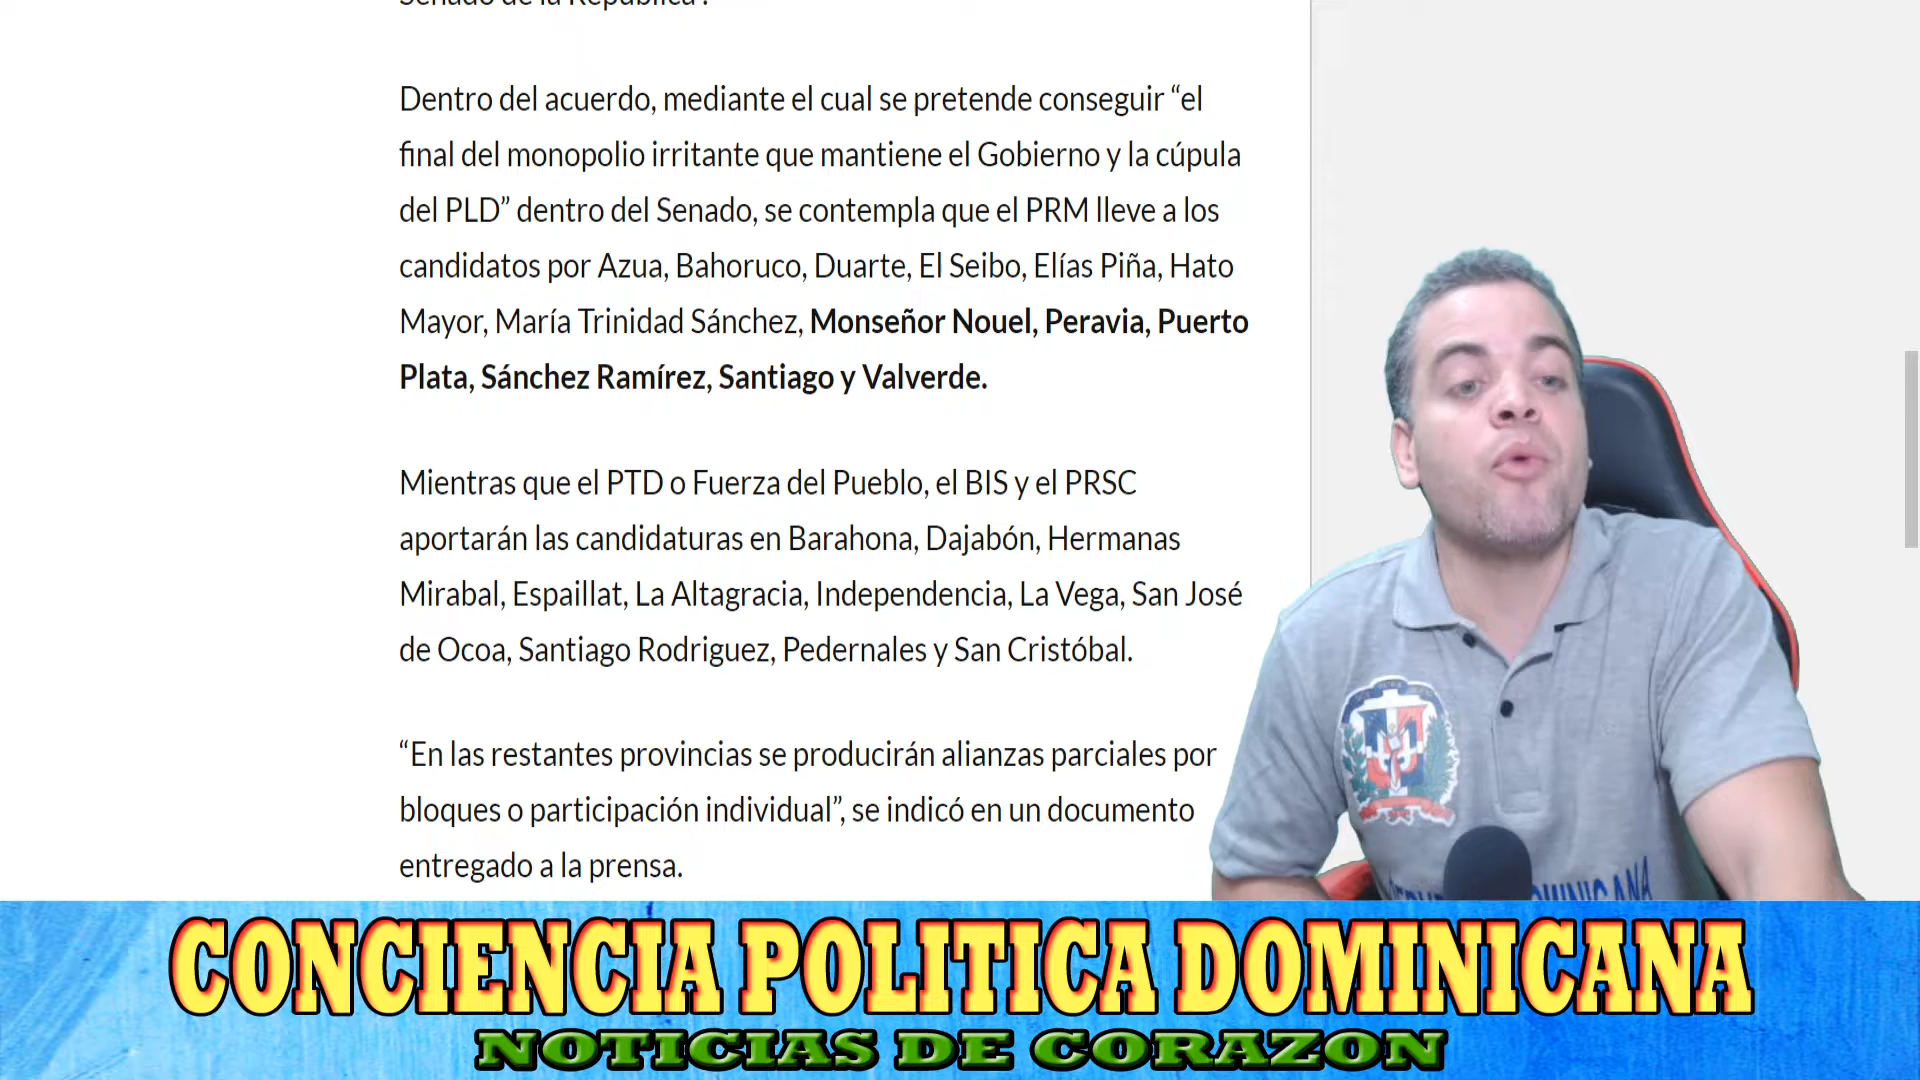 Senado de la República”.
Dentro del acuerdo, mediante el cual se pretende conseguir “el
final del monopolio irritante que mantiene el Gobierno y la cúpula
del PLD” dentro del Senado, se contempla que el PRM lleve a los
candidatos por Azua, Bahoruco, Duarte, El Seibo, Elías Piña, Hato
Mayor, María Trinidad Sánchez, Monseñor Nouel, Peravia, Puerto
Plata, Sánchez Ramírez, Santiago y Valverde.
Mientras que el PTD o Fuerza del Pueblo, el BIS y el PRSC
aportarán las candidaturas en Barahona, Dajabón, Hermanas
Mirabal, Espaillat, La Altagracia, Independencia, La Vega, San José
de Ocoa, Santiago Rodriguez, Pedernales y San Cristóbal.
“En las restantes provincias se producirán alianzas parciales por
bloques o participación individual”, se indicó en un documento
entregado a la prensa.
CONCIENCIA POLITICA DOMINICANA
NOTICIAS DE CORAZON